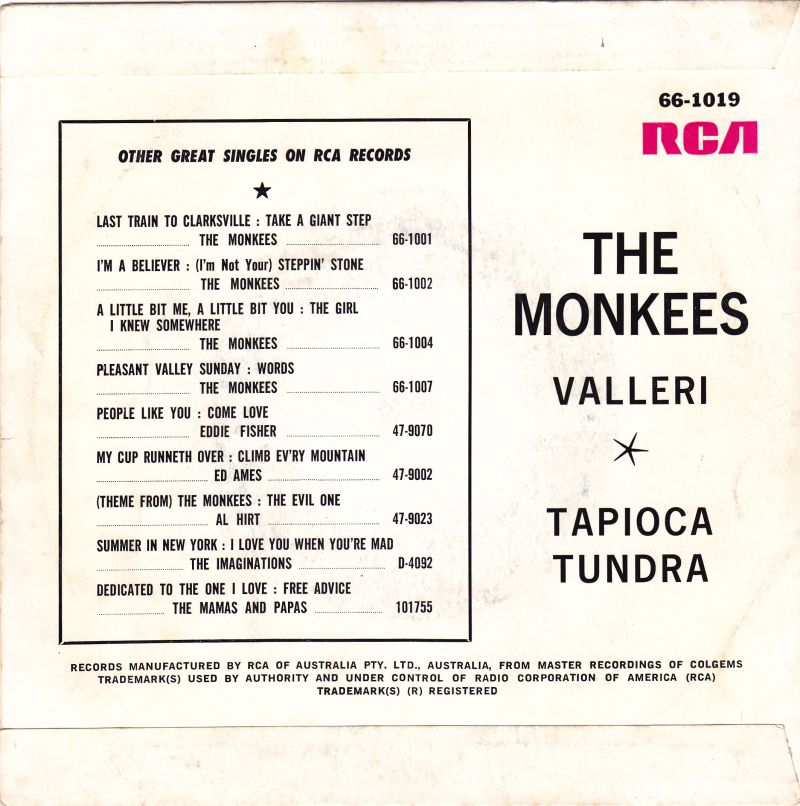 66-1019
RCA
OTHER GREAT SINGLES ON RCA RECORDS
LAST TRAIN TO CLARKSVILLE : TAKE A GIANT STEP
THE MONKEES 66-1001
I'M A BELIEVER : (I'm Not Your) STEPPIN' STONE
THE MONKEES 66-1002
A LITTLE BIT ME, A LITTLE BIT YOU : THE GIRL
I KNEW SOMEWHERE
THE MONKEES 66-1004
PLEASANT VALLEY SUNDAY : WORDS
THE MONKEES 66-1007
PEOPLE LIKE YOU : COME LOVE
EDDIE FISHER 47-9070
MY CUP RUNNETH OVER : CLIMB EV'RY MOUNTAIN
ED AMES 47-9002
(THEME FROM) THE MONKEES : THE EVIL ONE
AL HIRT 47-9023
SUMMER IN NEW YORK : I LOVE YOU WHEN YOU'RE MAD
THE IMAGINATIONS D-4092
DEDICATED TO THE ONE I LOVE : FREE ADVICE
THE MAMAS AND PAPAS 101755
THE
MONKEES
VALLERI
TAPIOCA
TUNDRA
RECORDS MANUFACTURED BY RCA OF AUSTRALIA PTY. LTD., AUSTRALIA, FROM MASTER RECORDINGS OF COLGEMS
TRADEMARK(S) USED BY AUTHORITY AND UNDER CONTROL OF RADIO CORPORATION OF AMERICA (RCA)
TRADEMARK(S) (R) REGISTERED